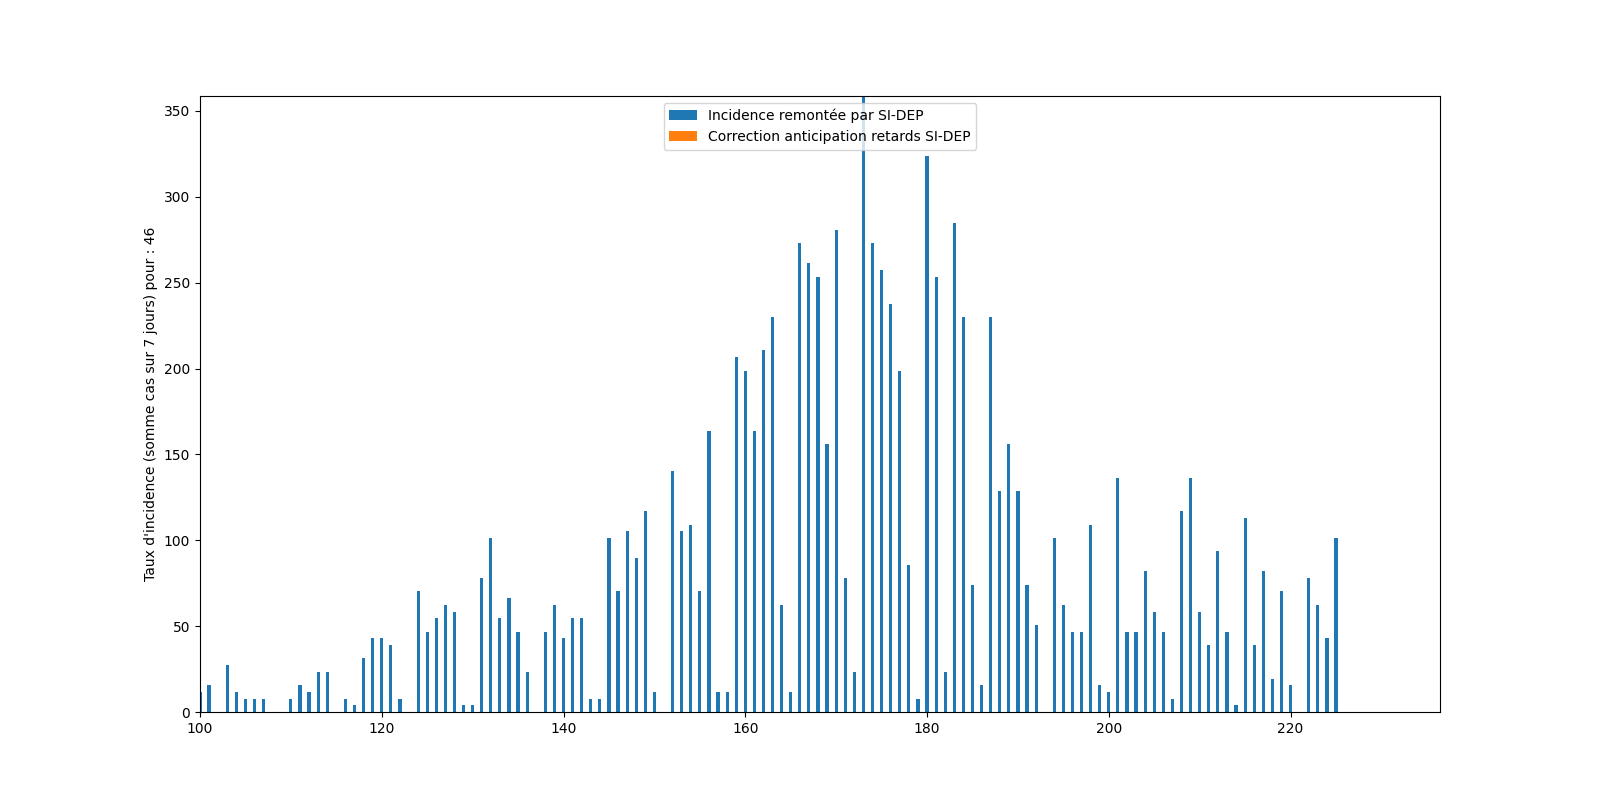 Incidence remontée par SI-DEP
Correction anticipation retards SI-DEP
Taux d'incidence (somme cas sur 7 jours) pour : 46
350
300
250
200
150
100
50
0
100 120 140 160 180 200 220